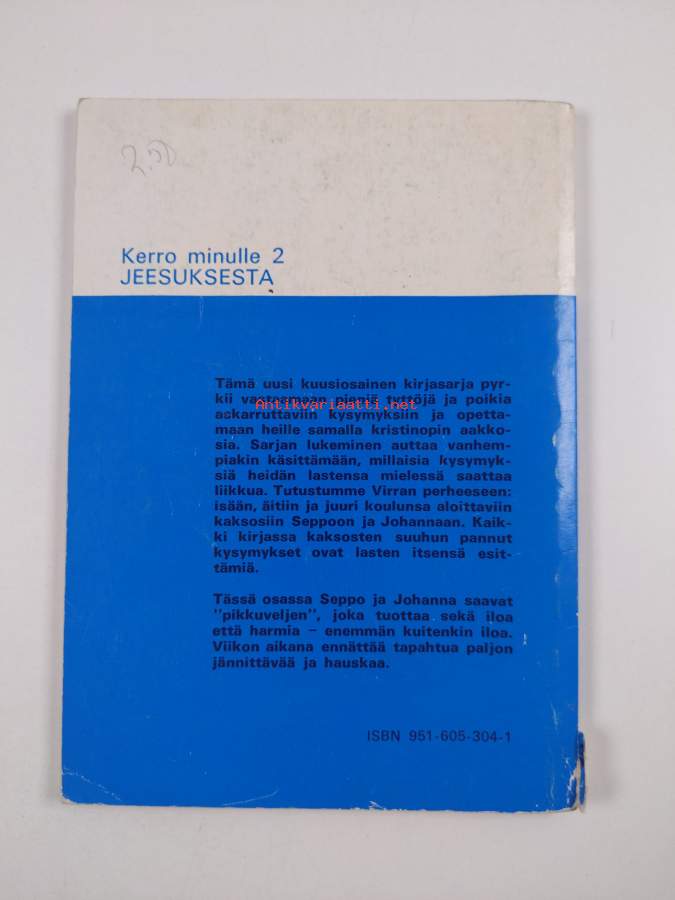 2.50
Kerro minulle 2
JEESUKSESTA
Tämä uusi kuusiosainen kirjasarja pyr-
kii vastaamaan pieniä tyttöjä ja poikia
Antikvariaatti.net
askarruttaviin kysymyksiin ja opetta-
maan heille samalla kristinopin aakko-
sia. Sarjan lukeminen auttaa vanhem-
piakin käsittämään, millaisia kysymyk-
siä heidän lastensa mielessä saattaa
liikkua. Tutustumme Virran perheeseen:
isään, äitiin ja juuri koulunsa aloittaviin
kaksosiin Seppoon ja Johannaan. Kaik-
ki kirjassa kaksosten suuhun pannut
kysymykset ovat lasten itsensä esit-
tämiä.
Tässä osassa Seppo ja Johanna saavat
"pikkuveljen", joka tuottaa sekä iloa
että harmia – enemmän kuitenkin iloa.
Viikon aikana ennättää tapahtua paljon
jännittävää ja hauskaa.
ISBN 951-605-304-1